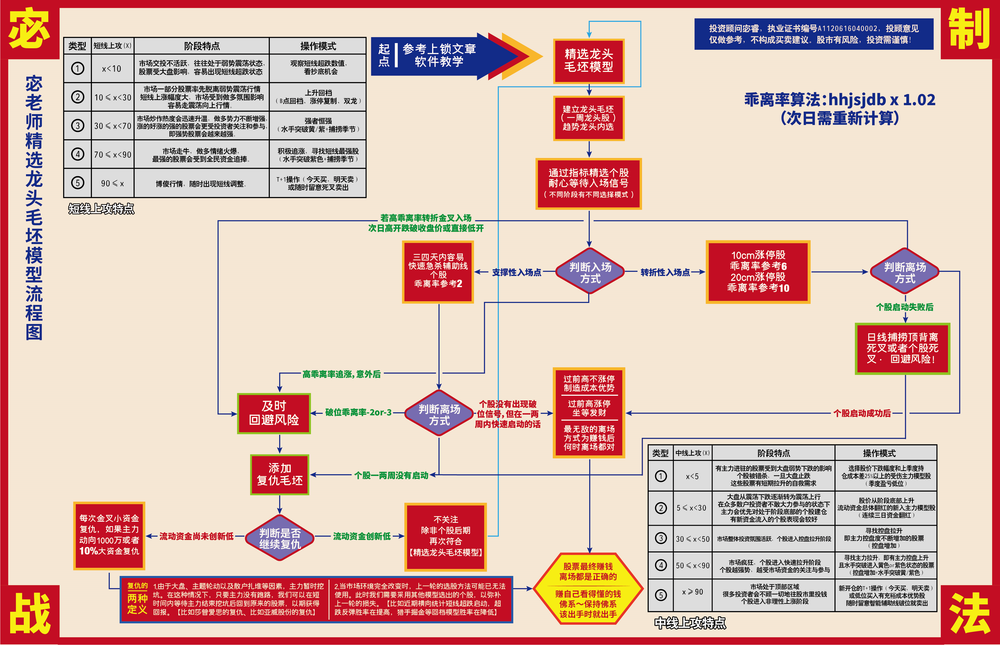 宓
制
战
法
宓老师精选龙头毛坯模型流程图
投资顾问宓睿，执业证书编号A1120616040002，投顾意见
仅做参考，不构成买卖建议。股市有风险，投资需谨慎！
乖离率算法：hhjsjdb x 1.02
（次日需重新计算）
类型 短线上攻（X） 阶段特点 操作模式
① x<10
市场交投不活跃，往往处于弱势震荡状态，
股票受大盘影响，容易出现短线超跌状态
观察短线超跌数值，
看抄底机会
② 10⩽x<30
市场一部分股票率先脱离弱势震荡行情
短线上涨幅度大，市场受到做多氛围影响
容易走震荡向上行情。
上升回档
（B点回档、涨停复制、双龙）
③ 30⩽x<70
市场炒作热度会迅速升温，做多势力不断增强，
涨的好涨的强的股票会更受投资者关注和参与，
即强势股票会越来越强。
强者恒强
（水手突破黄/紫+捕捞季节）
④ 70⩽x<90
市场走牛，做多情绪火爆，
最强的股票会受到全民资金追捧。
积极追涨，寻找短线最强股
（水手突破紫色+捕捞季节）
⑤ 90⩽x
博傻行情，随时出现短线调整。
T+1操作（今天买，明天卖）
或随时留意死叉卖出
短线上攻特点
起点
参考上锁文章
软件教学
精选龙头
毛坯模型
建立龙头毛坯
（一周龙头股）
趋势龙头内选
通过指标精选个股
耐心等待入场信号
（不同阶段有不同选择模式）
若高乖离率转折金叉入场
次日高开跌破收盘价或直接低开
三四天内容易
快速急杀辅助线
个股
乖离率参考2
支撑性入场点
判断入场
方式
转折性入场点
10cm涨停股
乖离率参考6
20cm涨停股
乖离率参考10
判断离场
方式
个股启动失败后
日线捕捞顶背离
死叉或者个股死
叉· 回避风险！
高乖离率追涨，意外后
及时
回避风险
破位乖离率-2or-3
判断离场
方式
个股没有出现破
位信号，但在一两
周内快速启动的话
过前高不涨停
制造成本优势
过前高涨停
坐等发财
最无敌的离场
方式为赚钱后
何时离场都对
个股启动成功后
添加
复仇毛坯
个股一两周没有启动
每次金叉小资金
复仇，如果主力
动向1000万或者
10%大资金复仇
流动资金尚未创新低
判断是否
继续复仇
流动资金创新低
不关注
除非个股后期
再次符合
【精选龙头毛坯模型】
复仇的
两种
定义
1.由于大盘、主题轮动以及散户扎堆等因素，主力暂时挖
坑。在这种情况下，只要主力没有跑路，我们可以在短
时间内等待主力结束挖坑后回到原来的股票，以期获得
回报。【比如莎普爱思的复仇、比如亚威股份的复仇】
2.当市场环境完全改变时，上一轮的选股方法可能已无法
使用。此时我们需要采用其他模型选出的个股，以弥补
上一轮的损失。【比如近期横向统计短线超跌启动，超
跌反弹胜率在提高，猎手掘金等回档模型胜率在降低】
股票最终赚钱
离场都是正确的
赚自己看得懂的钱
佛系～保持佛系
该出手时就出手
类型 中线上攻（X） 阶段特点 操作模式
① x<5
有主力进驻的股票受到大盘弱势下跌的影响
个股被错杀，一旦大盘止跌
这些股票有短期拉升的自救需求
选择股价下跌幅度和上季度持
仓成本差25%以上的受伤主力模型股
（季度盈亏低位）
② 5⩽x<30
大盘从震荡下跌逐渐转为震荡上行
在众多散户投资者不敢大力参与的状态下
主力会优先对处于阶段底部的个股建仓
有新资金流入的个股表现会较好
股价从阶段底部上升
流动资金总体翻红的新入主力模型股
（连续三日资金翻红）
③ 30⩽x<50
市场整体投资氛围活跃，个股进入控盘拉升阶段
寻找控盘拉升
即主力控盘度不断增加的股票
（控盘增加）
④ 50⩽x<90
市场疯狂，个股进入快速拉升阶段
个股越强势，越受市场资金的关注与参与
寻找主力拉升，即有主力控盘上升
且水手突破进入黄色or紫色状态的股票
（控盘增加+水手突破黄/紫色）
⑤ x⩾90
市场处于顶部区域
很多投资者会不顾一切地往股市里投钱
个股进入非理性上涨阶段
新开仓的T+1操作（今天买，明天卖）
或低位买入有充裕成本优势股
随时留意智能辅助线破位就卖出
中线上攻特点